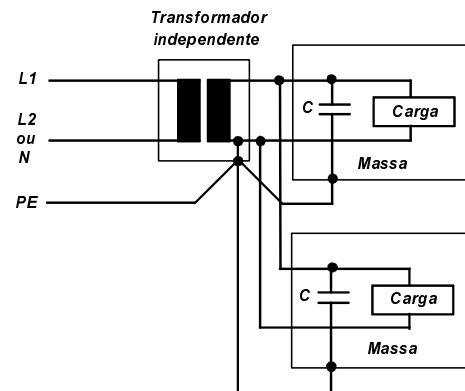 Transformador
independente
L1
C
Carga
L2
ou
N
Massa
PE
C
Carga
Massa